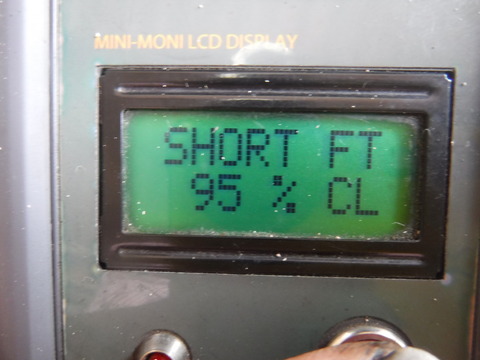 MINI-MONI LCD DISPLAY
SHORT FT
95 % CL